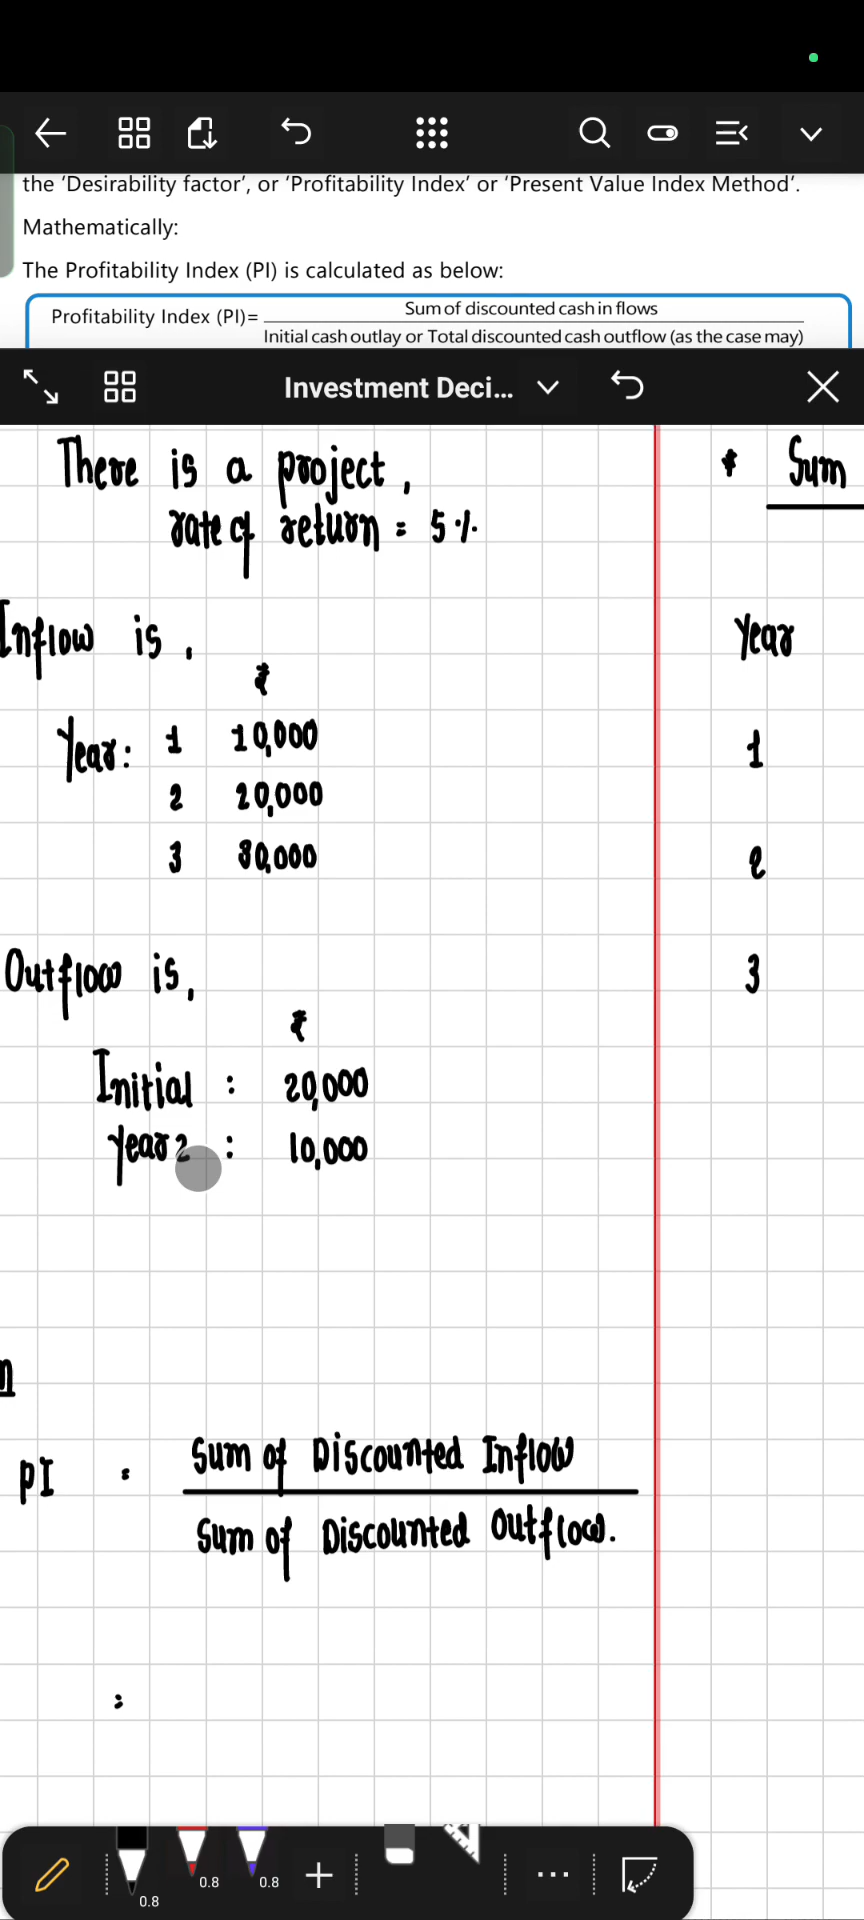 the 'Desirability factor', or 'Profitability Index' or 'Present Value Index Method'.
Mathematically:
The Profitability Index (PI) is calculated as below:
Profitability Index (PI)= Sum of discounted cash in flows
Initial cash outlay or Total discounted cash outflow (as the case may)
Investment Deci...
There is a project,
rate of return = 5 %
Inflow is,
₹
Year: 1 10,000
2 20,000
3 30,000
Outflow is,
₹
Initial : 20,000
Year 2 : 10,000
PI = Sum of Discounted Inflow
Sum of Discounted Outflow.
=
* Sum
Year
1
2
3
0.8
0.8
0.8